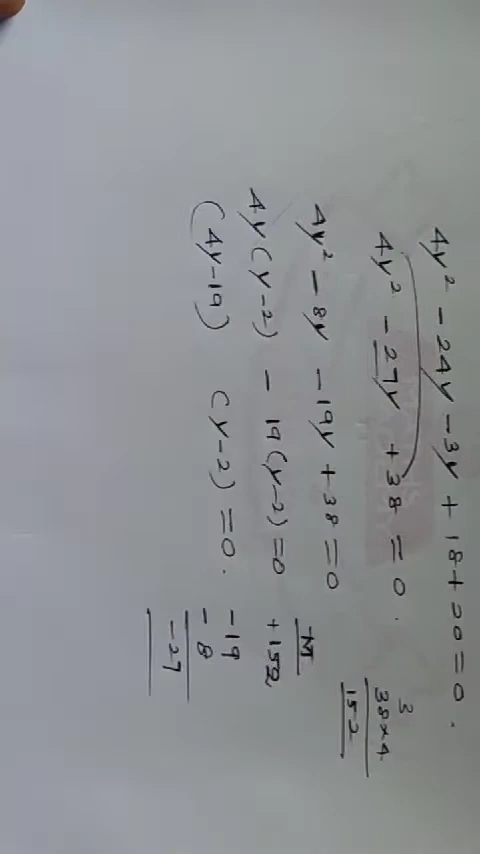 4y² - 24y - 3y + 18 + 20 = 0.
4y² - 27y + 38 = 0.
4y² - 8y - 19y + 38 = 0
4y(y-2) - 19(y-2) = 0
(4y-19) (y-2) = 0.
3
38×4
152
M
+152
-19
- 8
-27